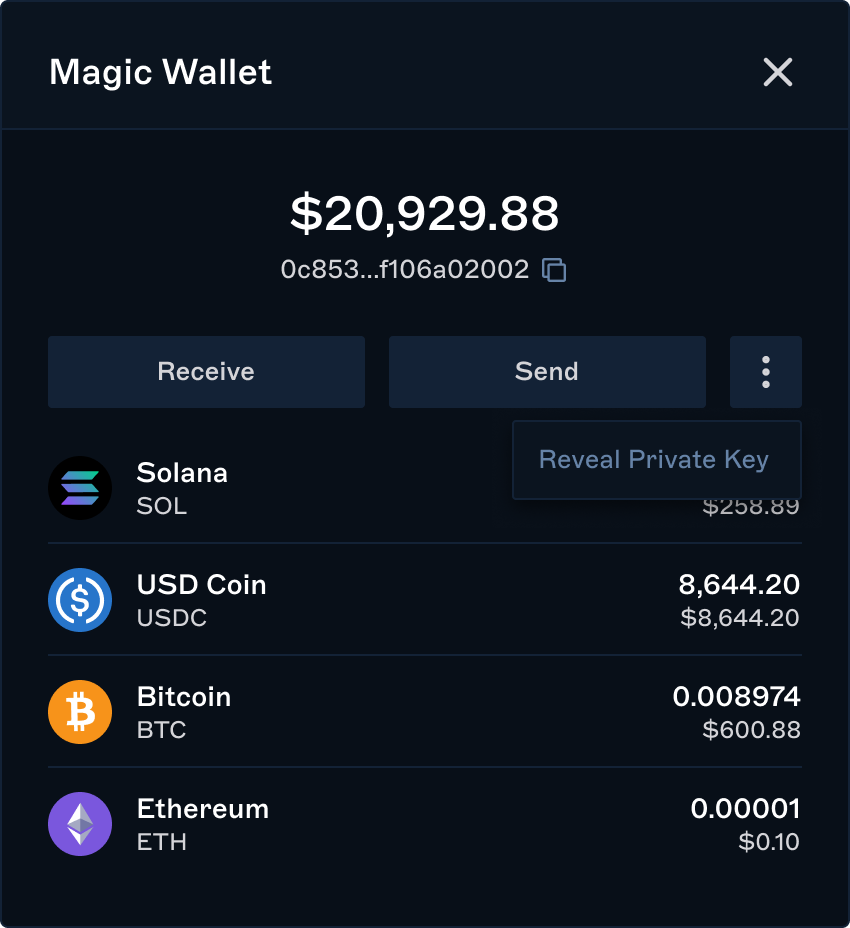 Magic Wallet
$20,929.88
0c853...f106a02002
Receive
Send
Reveal Private Key
Solana
SOL
$258.89
USD Coin
8,644.20
USDC
$8,644.20
Bitcoin
0.008974
BTC
$600.88
Ethereum
0.00001
ETH
$0.10